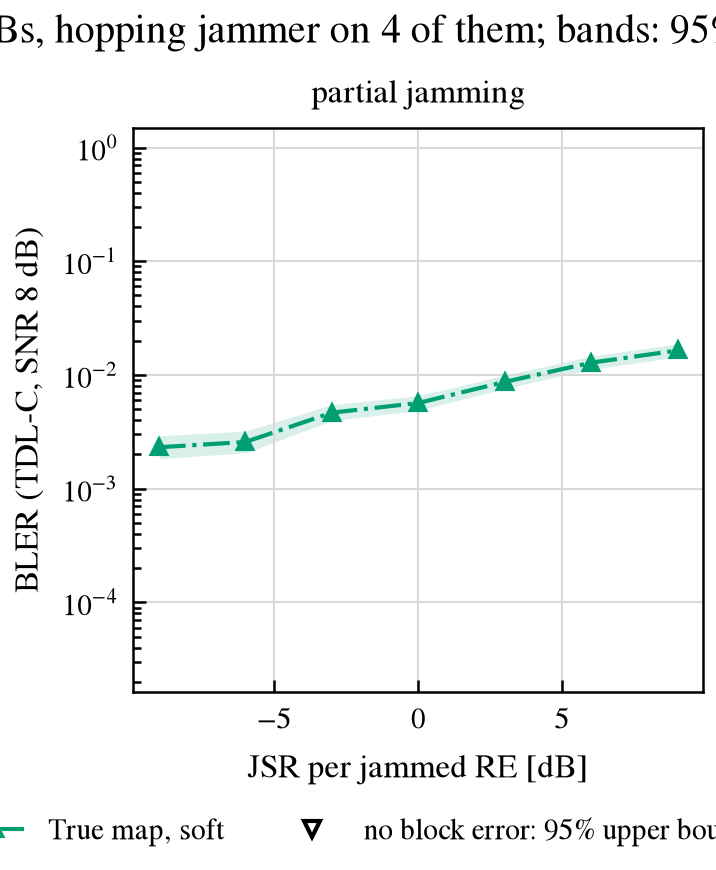 Bs, hopping jammer on 4 of them; bands: 95%
partial jamming
10⁰
10⁻¹
10⁻²
10⁻³
10⁻⁴
BLER (TDL-C, SNR 8 dB)
−5 0 5
JSR per jammed RE [dB]
True map, soft no block error: 95% upper bou